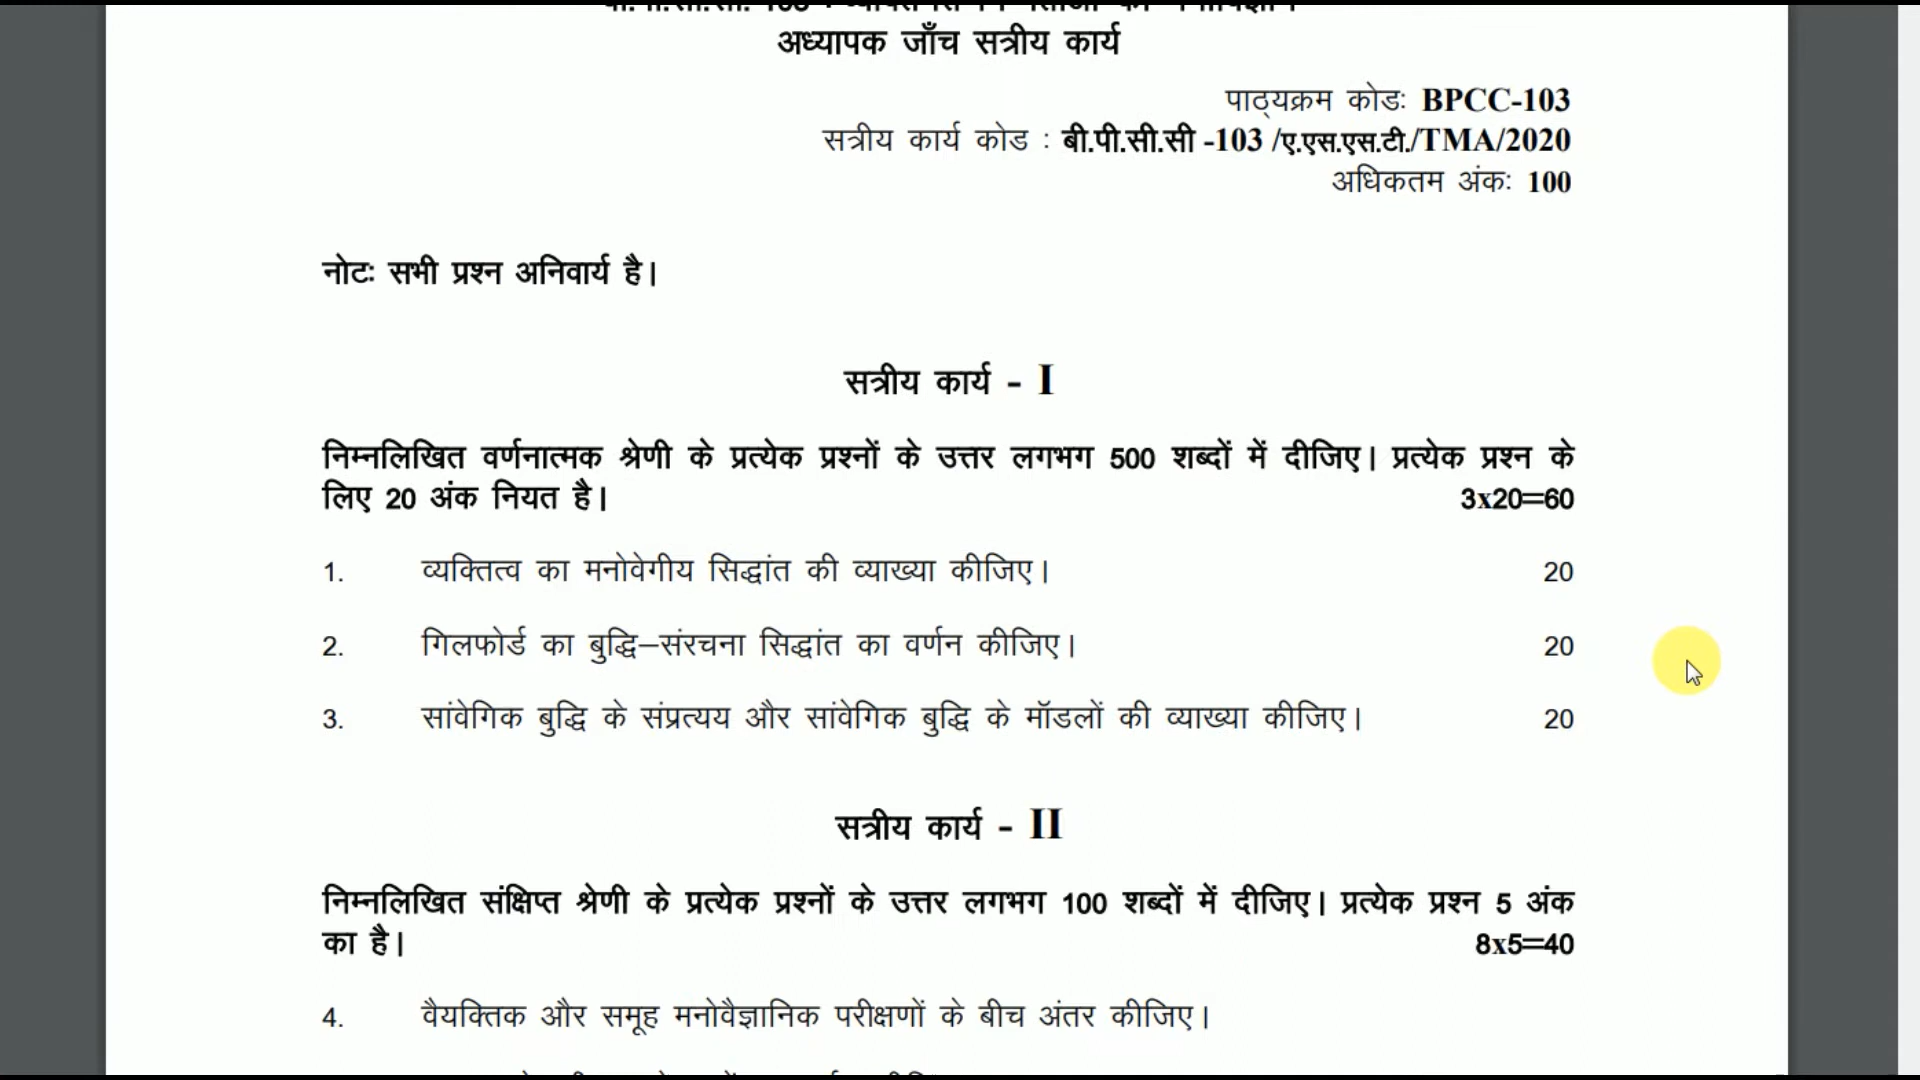 अध्यापक जाँच सत्रीय कार्य
पाठ्यक्रम कोडः BPCC-103
सत्रीय कार्य कोड : बी.पी.सी.सी -103 /ए.एस.एस.टी./TMA/2020
अधिकतम अंकः 100
नोटः सभी प्रश्न अनिवार्य है।
सत्रीय कार्य - I
निम्नलिखित वर्णनात्मक श्रेणी के प्रत्येक प्रश्नों के उत्तर लगभग 500 शब्दों में दीजिए। प्रत्येक प्रश्न के
लिए 20 अंक नियत है। 3x20=60
1. व्यक्तित्व का मनोवेगीय सिद्धांत की व्याख्या कीजिए। 20
2. गिलफोर्ड का बुद्धि–संरचना सिद्धांत का वर्णन कीजिए। 20
3. सांवेगिक बुद्धि के संप्रत्यय और सांवेगिक बुद्धि के मॉडलों की व्याख्या कीजिए। 20
सत्रीय कार्य - II
निम्नलिखित संक्षिप्त श्रेणी के प्रत्येक प्रश्नों के उत्तर लगभग 100 शब्दों में दीजिए। प्रत्येक प्रश्न 5 अंक
का है। 8x5=40
4. वैयक्तिक और समूह मनोवैज्ञानिक परीक्षणों के बीच अंतर कीजिए।